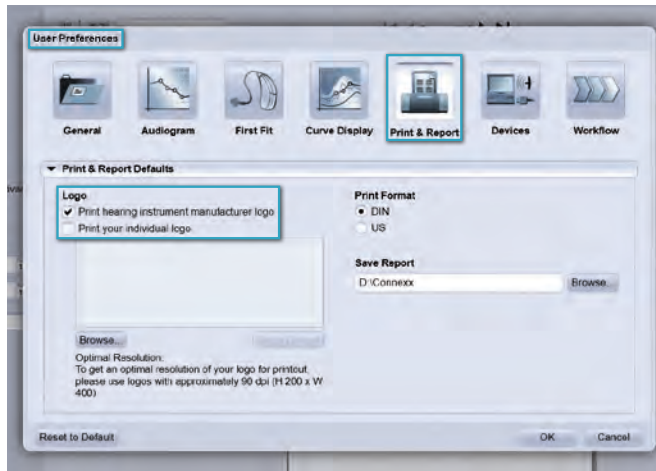 User Preferences
General
Audiogram
First Fit
Curve Display
Print & Report
Devices
Workflow
Print & Report Defaults
Logo
Print hearing instrument manufacturer logo
Print your individual logo
Browse...
Optimal Resolution:
To get an optimal resolution of your logo for printout,
please use logos with approximately 90 dpi (H 200 x W
400)
Print Format
DIN
US
Save Report
D:\Connexx
Browse...
Reset to Default
OK
Cancel